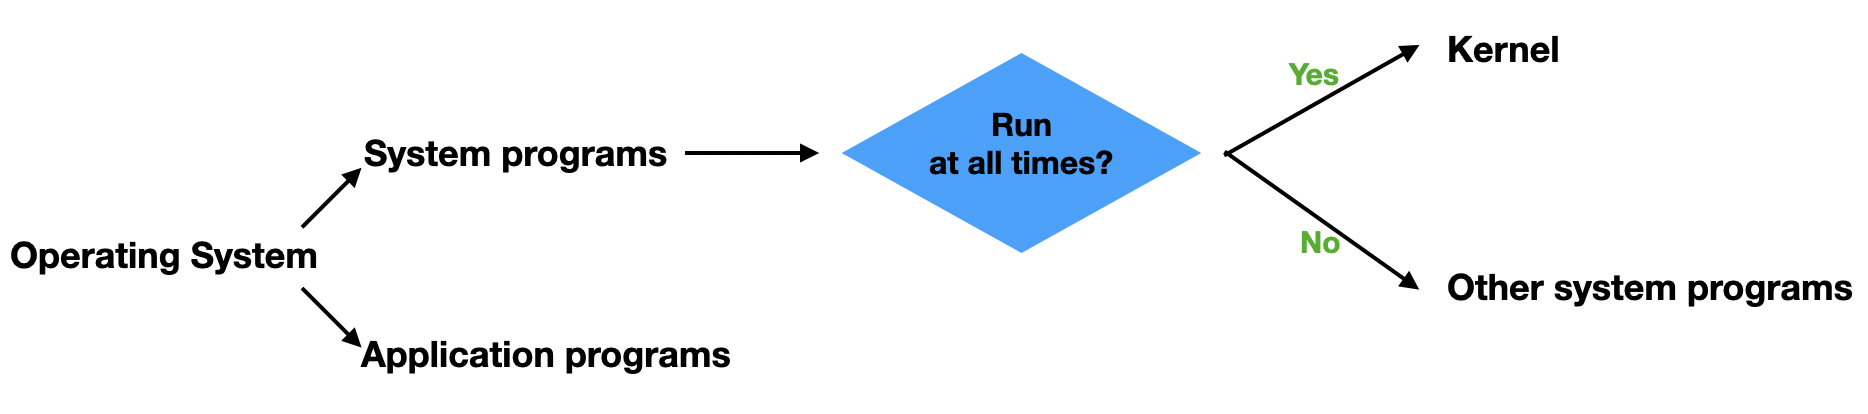 Kernel
Yes
Run
at all times?
System programs
No
Operating System
Other system programs
Application programs